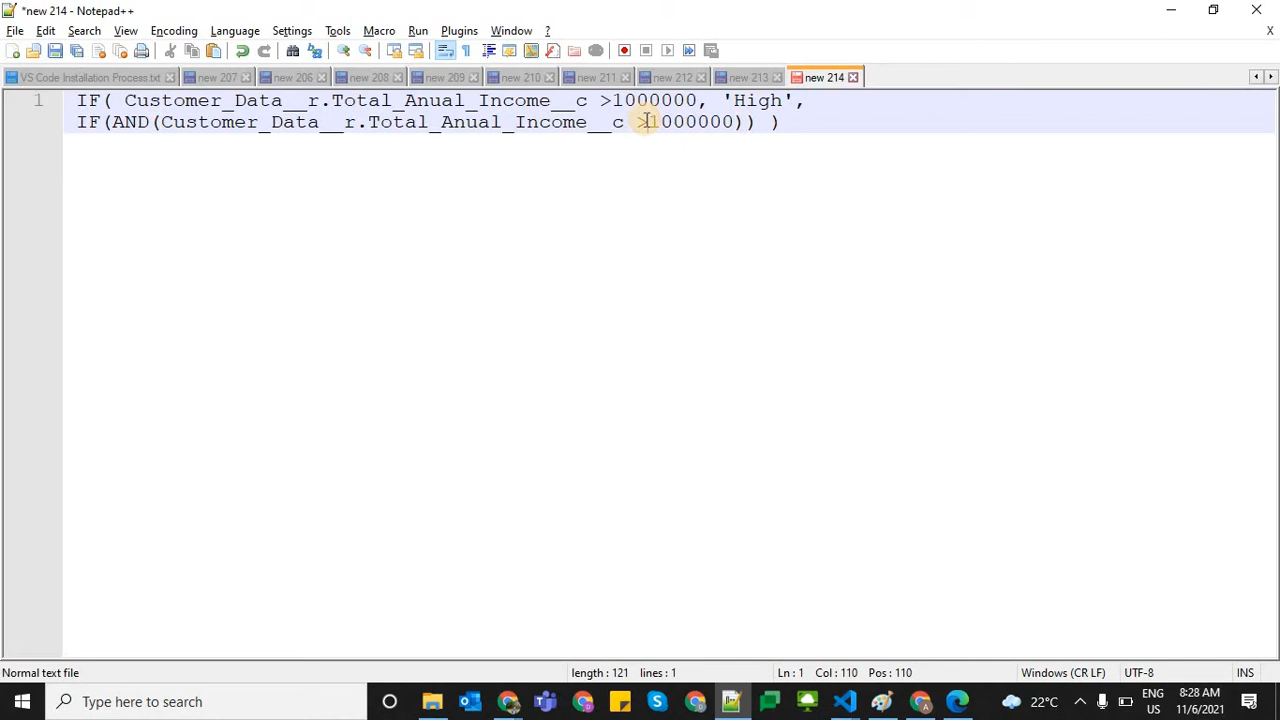 *new 214 - Notepad++
File Edit Search View Encoding Language Settings Tools Macro Run Plugins Window ? X
VS Code Installation Process.txt new 207 new 206 new 208 new 209 new 210 new 211 new 212 new 213 new 214
1 IF( Customer_Data__r.Total_Anual_Income__c >1000000, 'High',
IF(AND(Customer_Data__r.Total_Anual_Income__c >1000000)) )
Normal text file length : 121 lines : 1 Ln : 1 Col : 110 Pos : 110 Windows (CR LF) UTF-8 INS
Type here to search 22°C ENG US 8:28 AM 11/6/2021